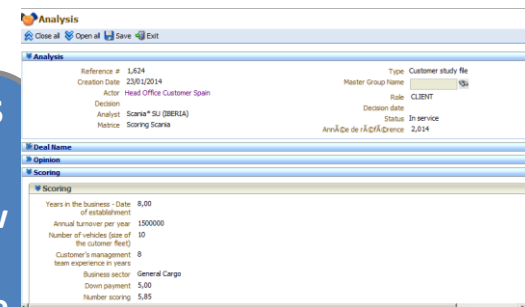 Analysis
Close all Open all Save Exit
Analysis
Reference # 1,624 Type Customer study file
Creation Date 23/01/2014 Master Group Name
Actor Head Office Customer Spain Role CLIENT
Decision Decision date
Analyst Scania* SU (IBERIA) Status In service
Matrice Scoring Scania AnnÃ©e de rÃ©fÃ©rence 2,014
Deal Name
Opinion
Scoring
Scoring
Years in the business - Date of establishment 8,00
Annual turnover per year 1500000
Number of vehicles (size of the cutomer fleet) 10
Customer's management team experience in years 8
Business sector General Cargo
Down payment 5,00
Number scoring 5,85